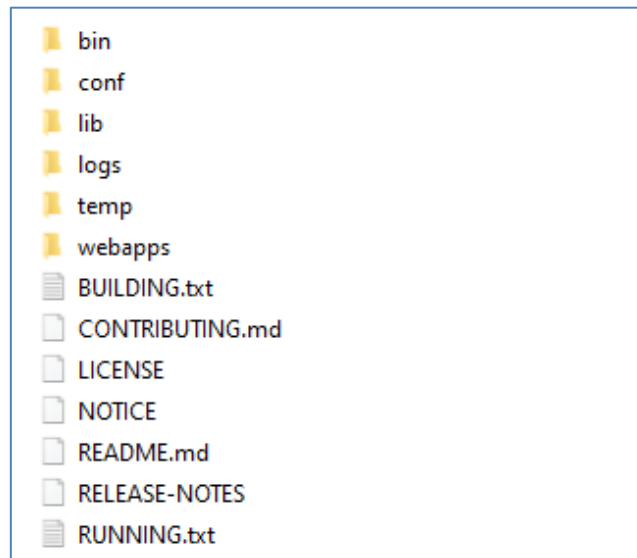 bin
conf
lib
logs
temp
webapps
BUILDING.txt
CONTRIBUTING.md
LICENSE
NOTICE
README.md
RELEASE-NOTES
RUNNING.txt